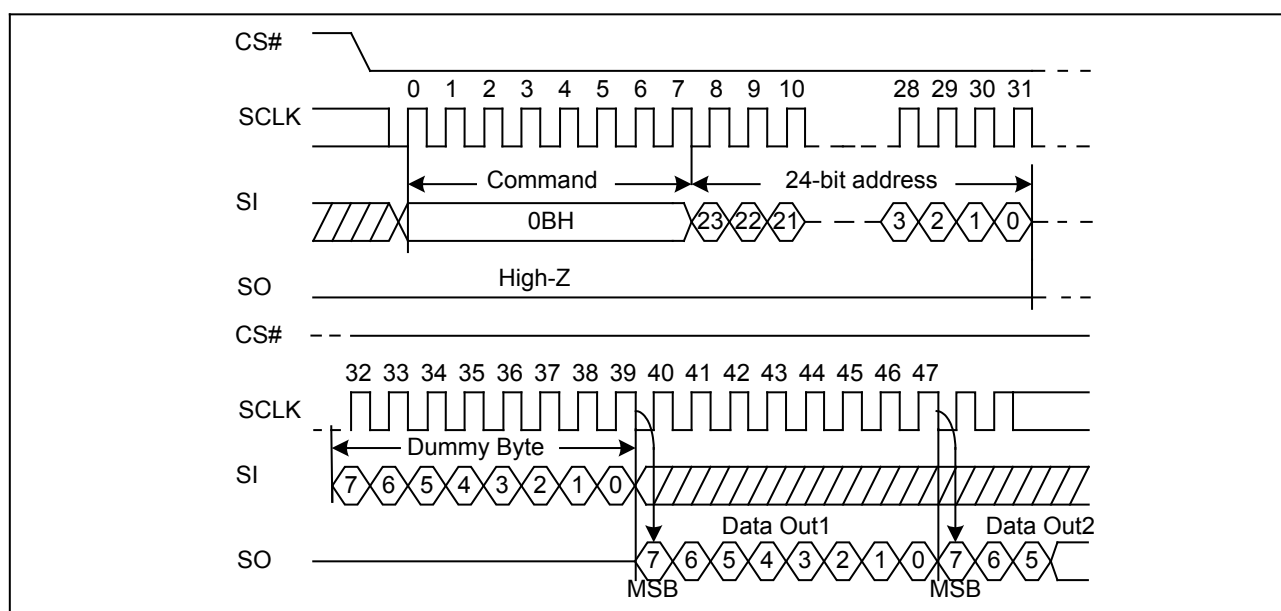 CS#
0 1 2 3 4 5 6 7 8 9 10 28 29 30 31
SCLK
Command 24-bit address
SI
0BH 23 22 21 3 2 1 0
High-Z
SO
CS#
32 33 34 35 36 37 38 39 40 41 42 43 44 45 46 47
SCLK
Dummy Byte
SI
7 6 5 4 3 2 1 0
Data Out1 Data Out2
SO
7 6 5 4 3 2 1 0 7 6 5
MSB MSB